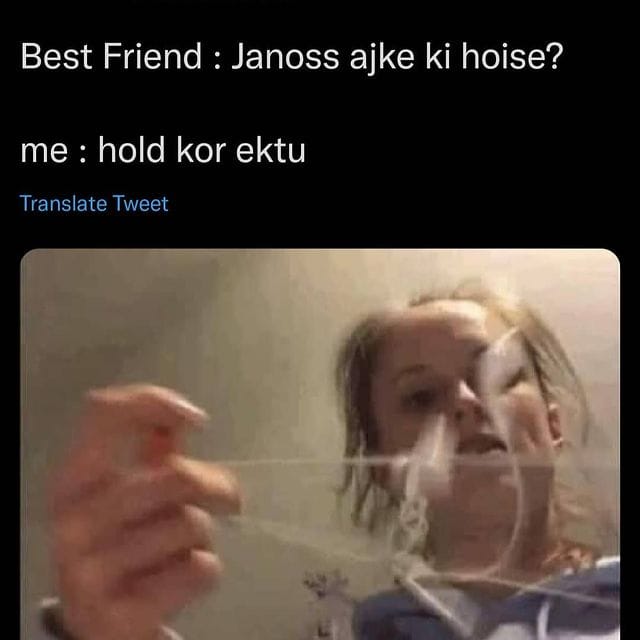 Best Friend : Janoss ajke ki hoise?
me : hold kor ektu
Translate Tweet